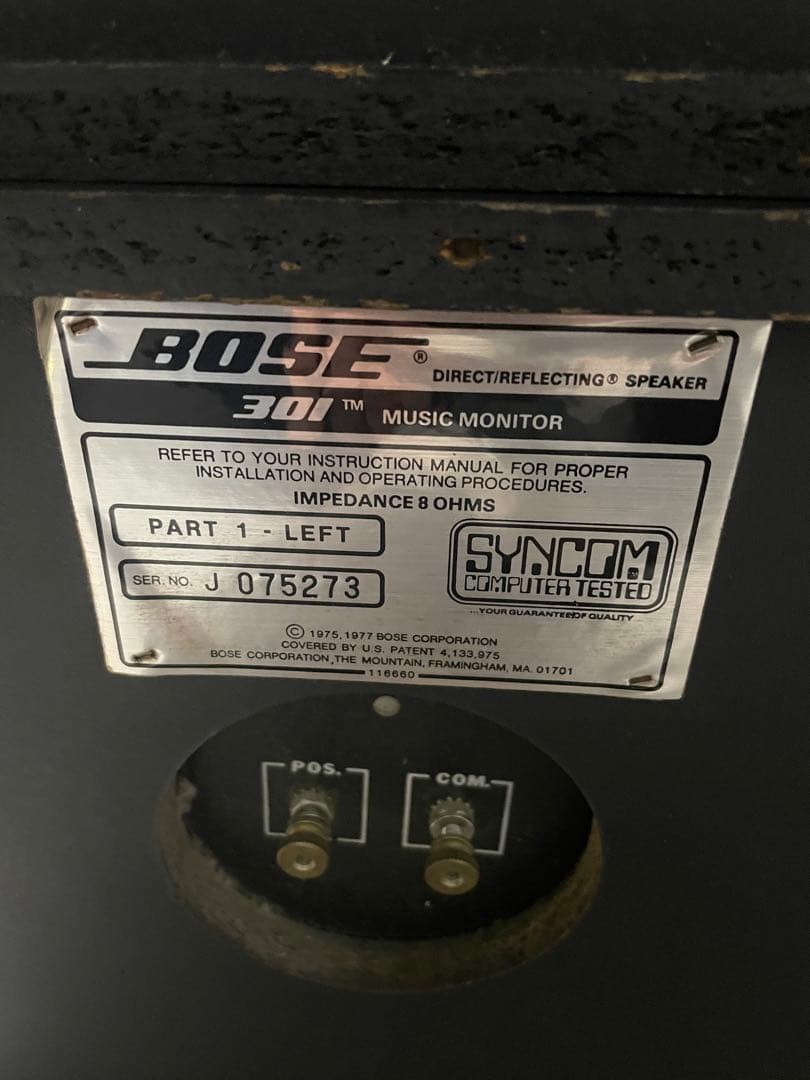 BOSE®
DIRECT/REFLECTING® SPEAKER
301™ MUSIC MONITOR
REFER TO YOUR INSTRUCTION MANUAL FOR PROPER
INSTALLATION AND OPERATING PROCEDURES.
IMPEDANCE 8 OHMS
PART 1 - LEFT
SER. NO. J 075273
SYNCOM
COMPUTER TESTED
...YOUR GUARANTEE OF QUALITY
© 1975, 1977 BOSE CORPORATION
COVERED BY U.S. PATENT 4,133,975
BOSE CORPORATION, THE MOUNTAIN, FRAMINGHAM, MA. 01701
116660
POS. COM.